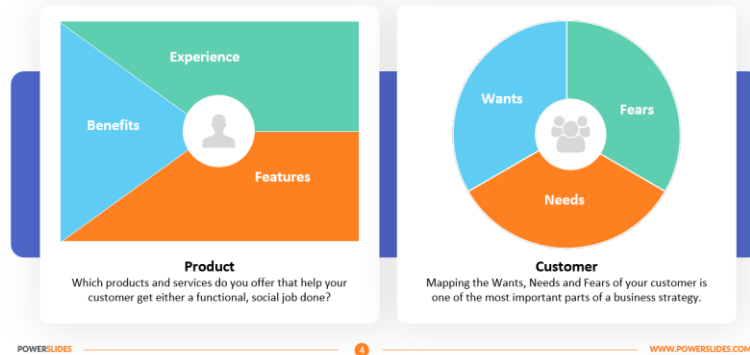 Experience
Benefits
Features
Product
Which products and services do you offer that help your
customer get either a functional, social job done?
Wants
Fears
Needs
Customer
Mapping the Wants, Needs and Fears of your customer is
one of the most important parts of a business strategy.
POWERSLIDES
4
WWW.POWERSLIDES.COM